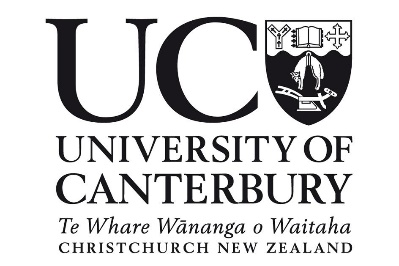 UC
UNIVERSITY OF
CANTERBURY
Te Whare Wānanga o Waitaha
CHRISTCHURCH NEW ZEALAND